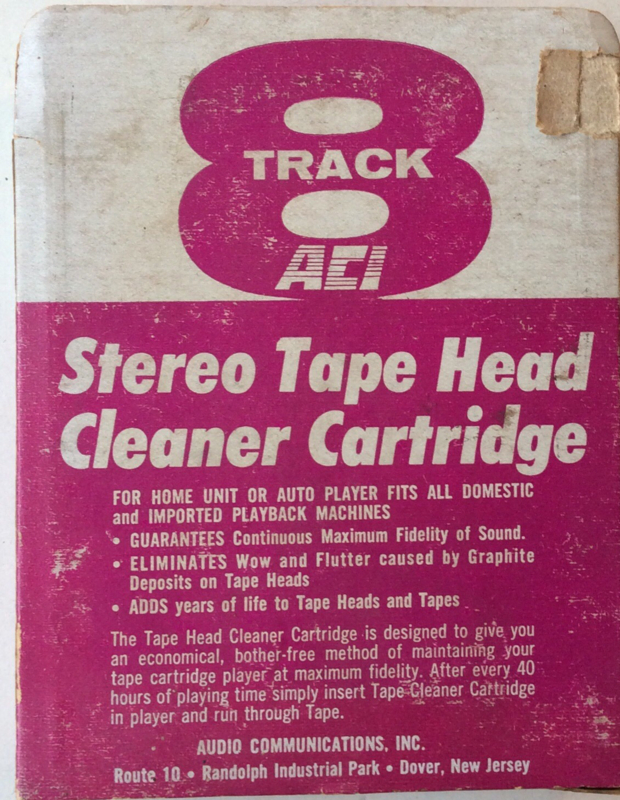 8
TRACK
ACI
Stereo Tape Head
Cleaner Cartridge
FOR HOME UNIT OR AUTO PLAYER FITS ALL DOMESTIC
and IMPORTED PLAYBACK MACHINES
• GUARANTEES Continuous Maximum Fidelity of Sound.
• ELIMINATES Wow and Flutter caused by Graphite
Deposits on Tape Heads
• ADDS years of life to Tape Heads and Tapes
The Tape Head Cleaner Cartridge is designed to give you
an economical, bother-free method of maintaining your
tape cartridge player at maximum fidelity. After every 40
hours of playing time simply insert Tape Cleaner Cartridge
in player and run through Tape.
AUDIO COMMUNICATIONS, INC.
Route 10 • Randolph Industrial Park • Dover, New Jersey